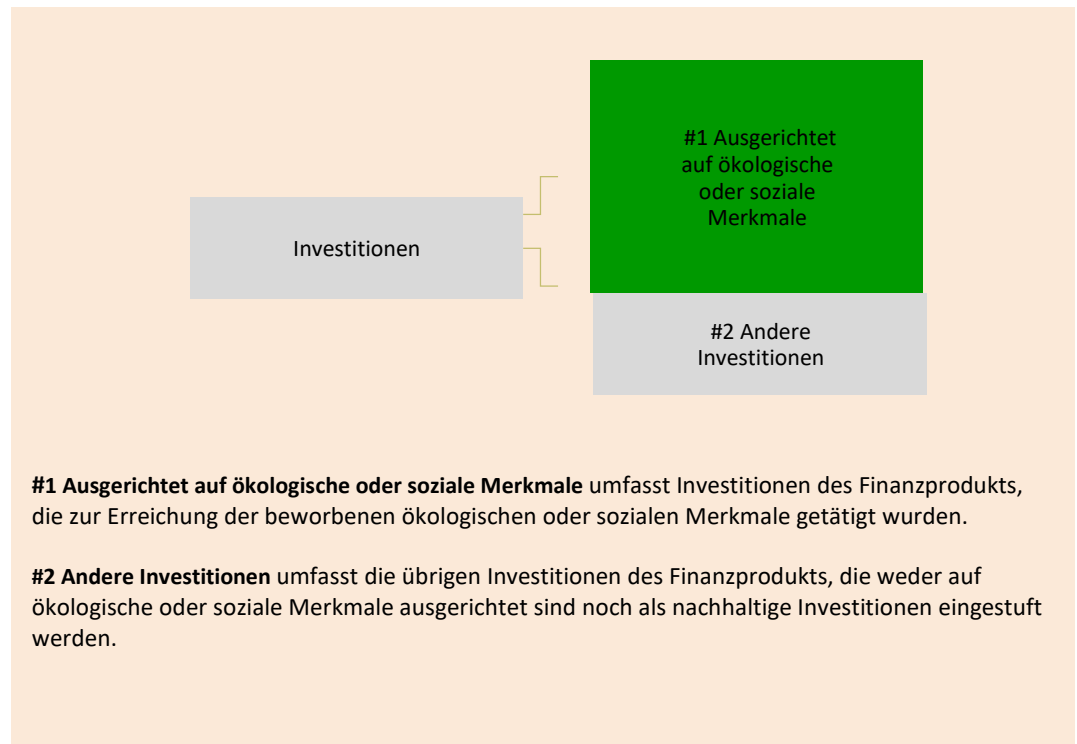 #1 Ausgerichtet
auf ökologische
oder soziale
Merkmale
Investitionen
#2 Andere
Investitionen
#1 Ausgerichtet auf ökologische oder soziale Merkmale umfasst Investitionen des Finanzprodukts,
die zur Erreichung der beworbenen ökologischen oder sozialen Merkmale getätigt wurden.
#2 Andere Investitionen umfasst die übrigen Investitionen des Finanzprodukts, die weder auf
ökologische oder soziale Merkmale ausgerichtet sind noch als nachhaltige Investitionen eingestuft
werden.